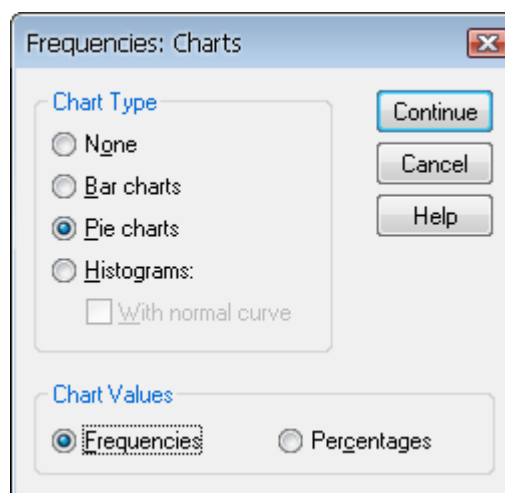 Frequencies: Charts
Chart Type
None
Bar charts
Pie charts
Histograms:
With normal curve
Continue
Cancel
Help
Chart Values
Frequencies
Percentages